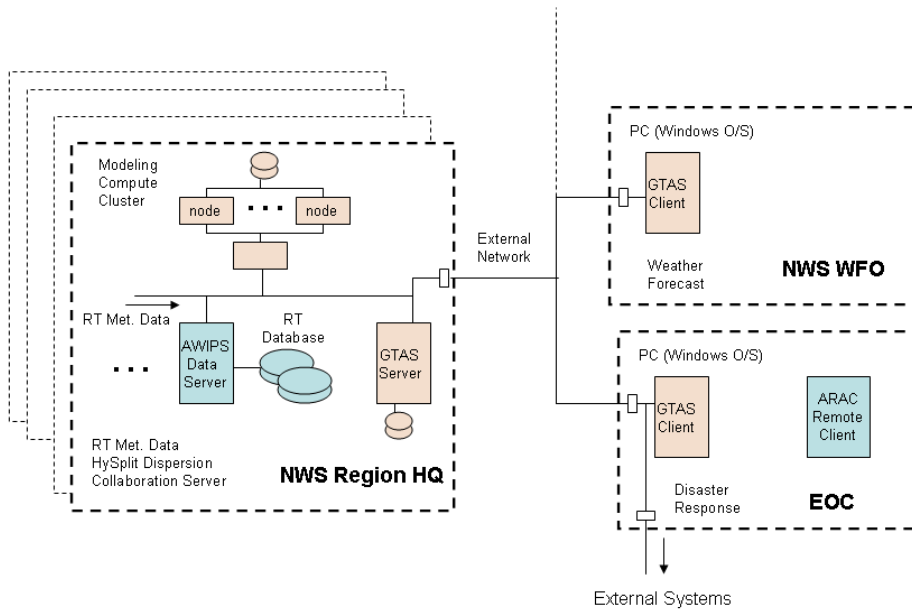 Modeling
Compute
Cluster
node
node
RT Met. Data
AWIPS
Data
Server
RT
Database
GTAS
Server
RT Met. Data
HySplit Dispersion
Collaboration Server
NWS Region HQ
External
Network
PC (Windows O/S)
GTAS
Client
Weather
Forecast
NWS WFO
PC (Windows O/S)
GTAS
Client
ARAC
Remote
Client
Disaster
Response
EOC
External Systems